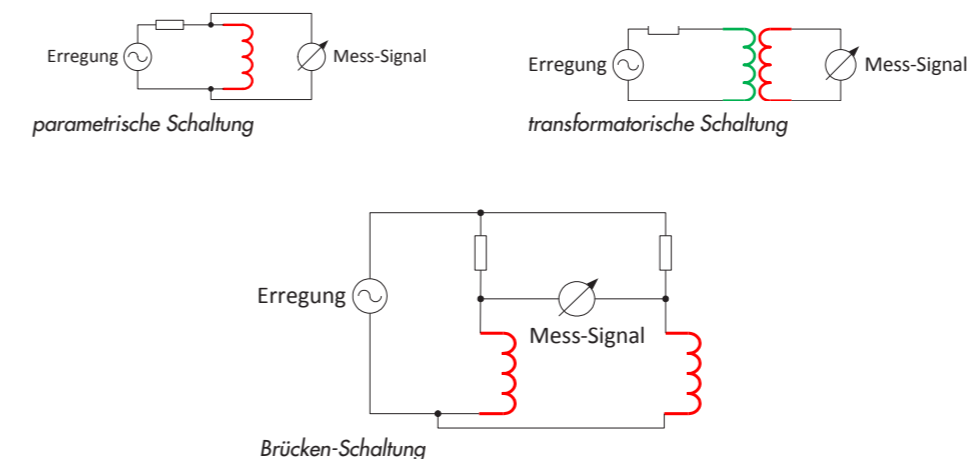 Erregung
Mess-Signal
parametrische Schaltung
Erregung
Mess-Signal
transformatorische Schaltung
Erregung
Mess-Signal
Brücken-Schaltung